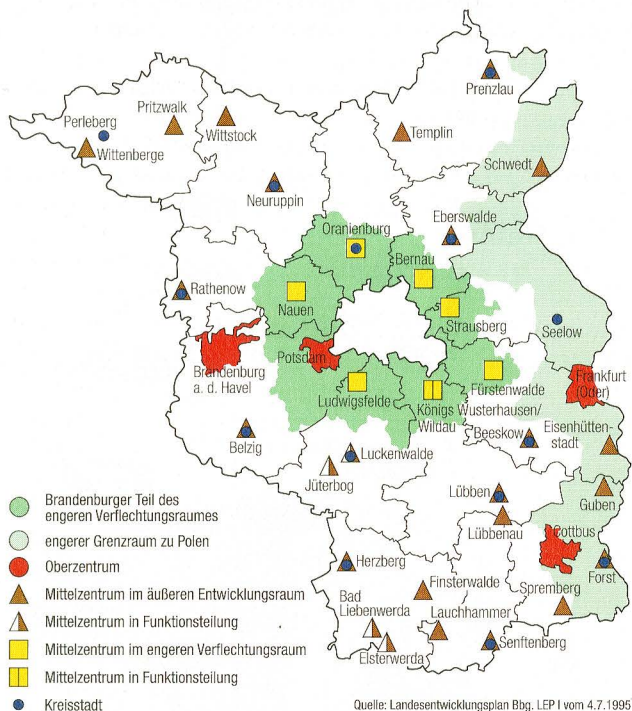 Prenzlau
Pritzwalk
Perleberg
Wittstock
Wittenberge
Templin
Schwedt
Neuruppin
Eberswalde
Oranienburg
Bernau
Rathenow
Nauen
Strausberg
Seelow
Potsdam
Brandenburg
a. d. Havel
Ludwigsfelde
Fürstenwalde
Frankfurt
(Oder)
Königs
Wusterhausen/
Wildau
Beeskow
Eisenhütten-
stadt
Belzig
Luckenwalde
Jüterbog
Lübben
Guben
Lübbenau
Cottbus
Forst
Herzberg
Finsterwalde
Spremberg
Bad
Liebenwerda
Lauchhammer
Elsterwerda
Senftenberg
Brandenburger Teil des
engeren Verflechtungsraumes
engerer Grenzraum zu Polen
Oberzentrum
Mittelzentrum im äußeren Entwicklungsraum
Mittelzentrum in Funktionsteilung
Mittelzentrum im engeren Verflechtungsraum
Mittelzentrum in Funktionsteilung
Kreisstadt
Quelle: Landesentwicklungsplan Bbg. LEP I vom 4.7.1995